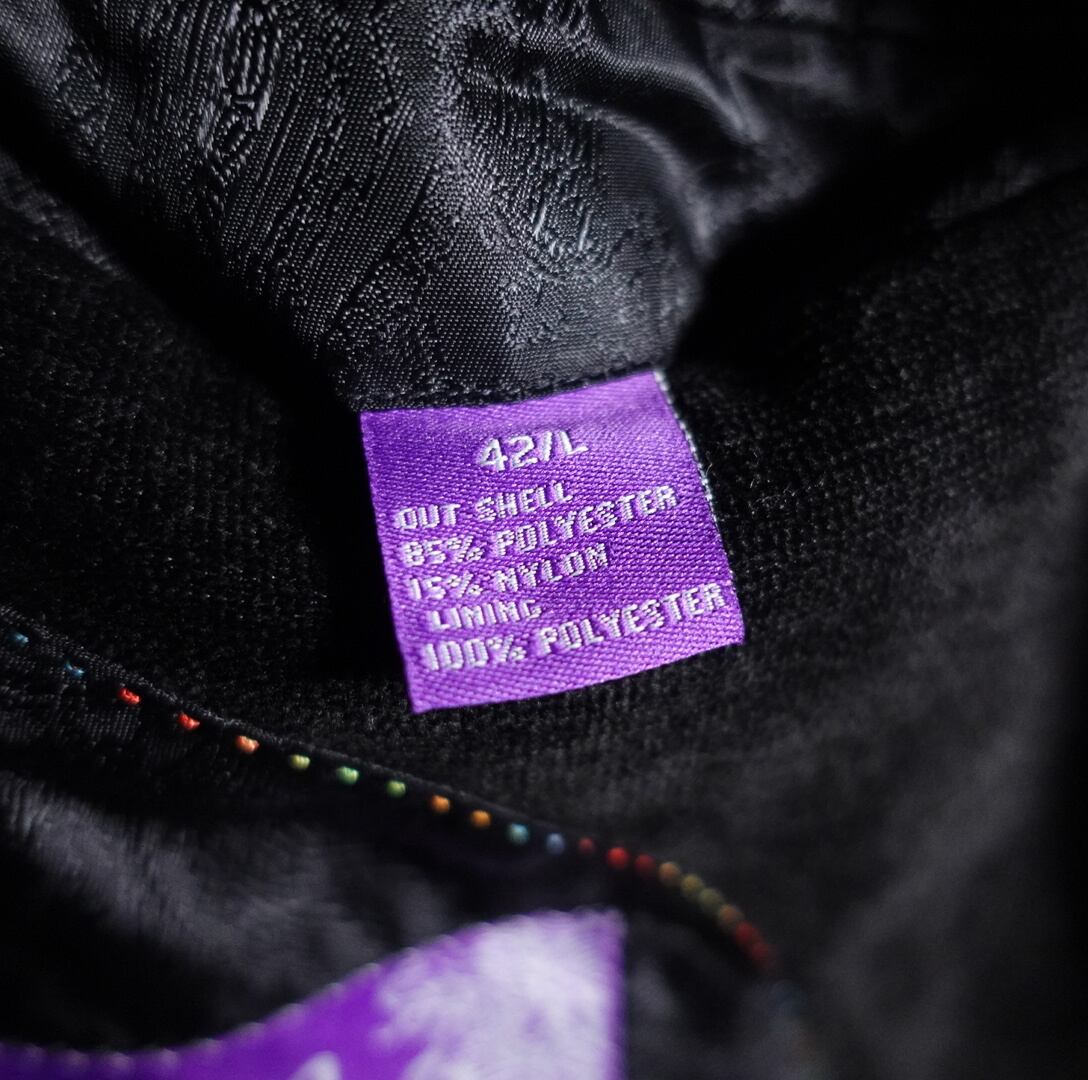 42/L
OUT SHELL
85% POLYESTER
15% NYLON
LINING
100% POLYESTER